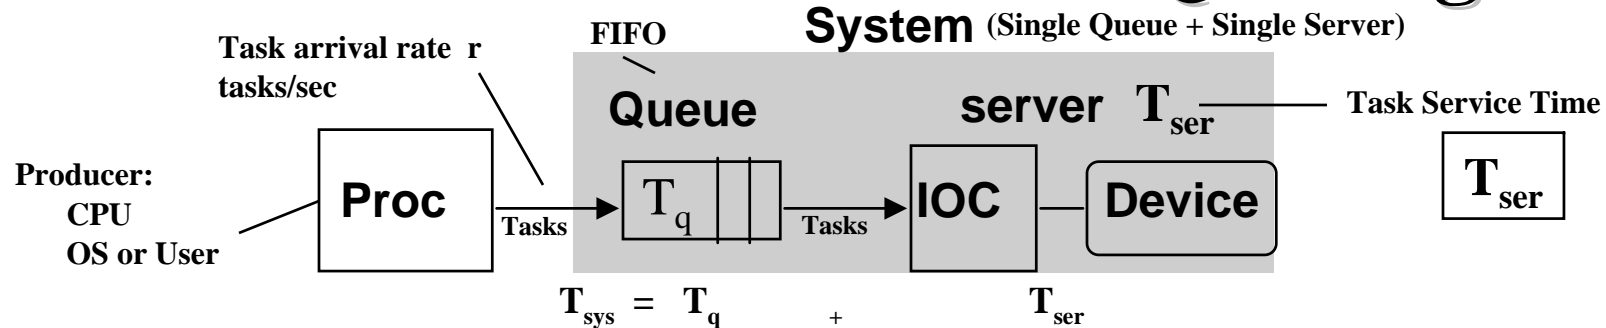 System (Single Queue + Single Server)
FIFO
Task arrival rate r
tasks/sec
Queue
server T_ser
Task Service Time
T_ser
Producer:
CPU
OS or User
Proc
Tasks
T_q
Tasks
IOC
Device
T_sys = T_q + T_ser